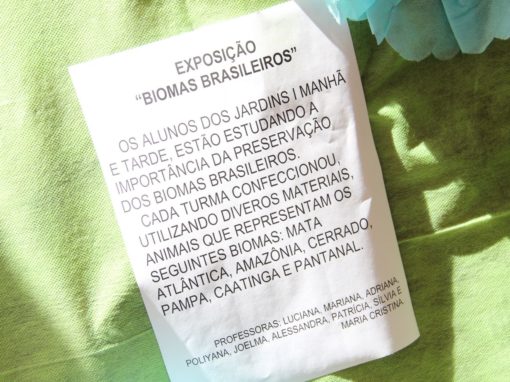 EXPOSIÇÃO
“BIOMAS BRASILEIROS”
OS ALUNOS DOS JARDINS I MANHÃ
E TARDE, ESTÃO ESTUDANDO A
IMPORTÂNCIA DA PRESERVAÇÃO
DOS BIOMAS BRASILEIROS.
CADA TURMA CONFECCIONOU,
UTILIZANDO DIVEROS MATERIAIS,
ANIMAIS QUE REPRESENTAM OS
SEGUINTES BIOMAS: MATA
ATLÂNTICA, AMAZÔNIA, CERRADO,
PAMPA, CAATINGA E PANTANAL.
PROFESSORAS: LUCIANA, MARIANA, ADRIANA,
POLIYANA, JOELMA, ALESSANDRA, PATRÍCIA, SÍLVIA E
MARIA CRISTINA